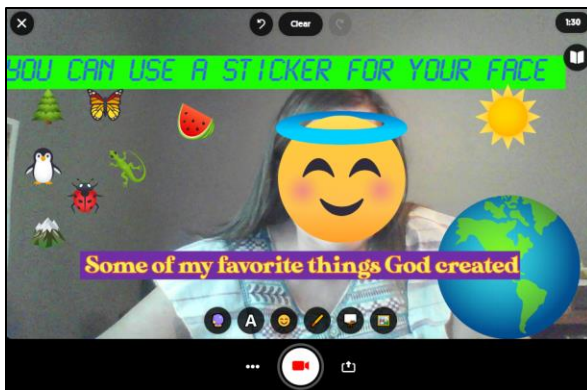 Clear
1:30
YOU CAN USE A STICKER FOR YOUR FACE
Some of my favorite things God created
A